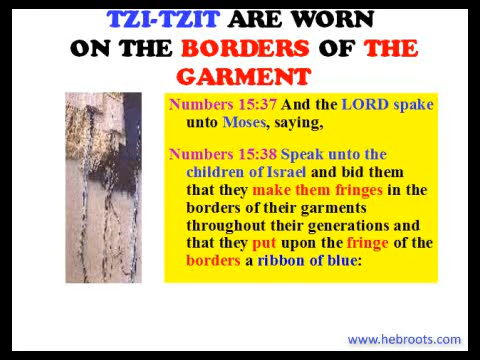 TZI-TZIT ARE WORN
ON THE BORDERS OF THE
GARMENT
Numbers 15:37 And the LORD spake
unto Moses, saying,
Numbers 15:38 Speak unto the
children of Israel and bid them
that they make them fringes in the
borders of their garments
throughout their generations and
that they put upon the fringe of the
borders a ribbon of blue:
www.hebroots.com